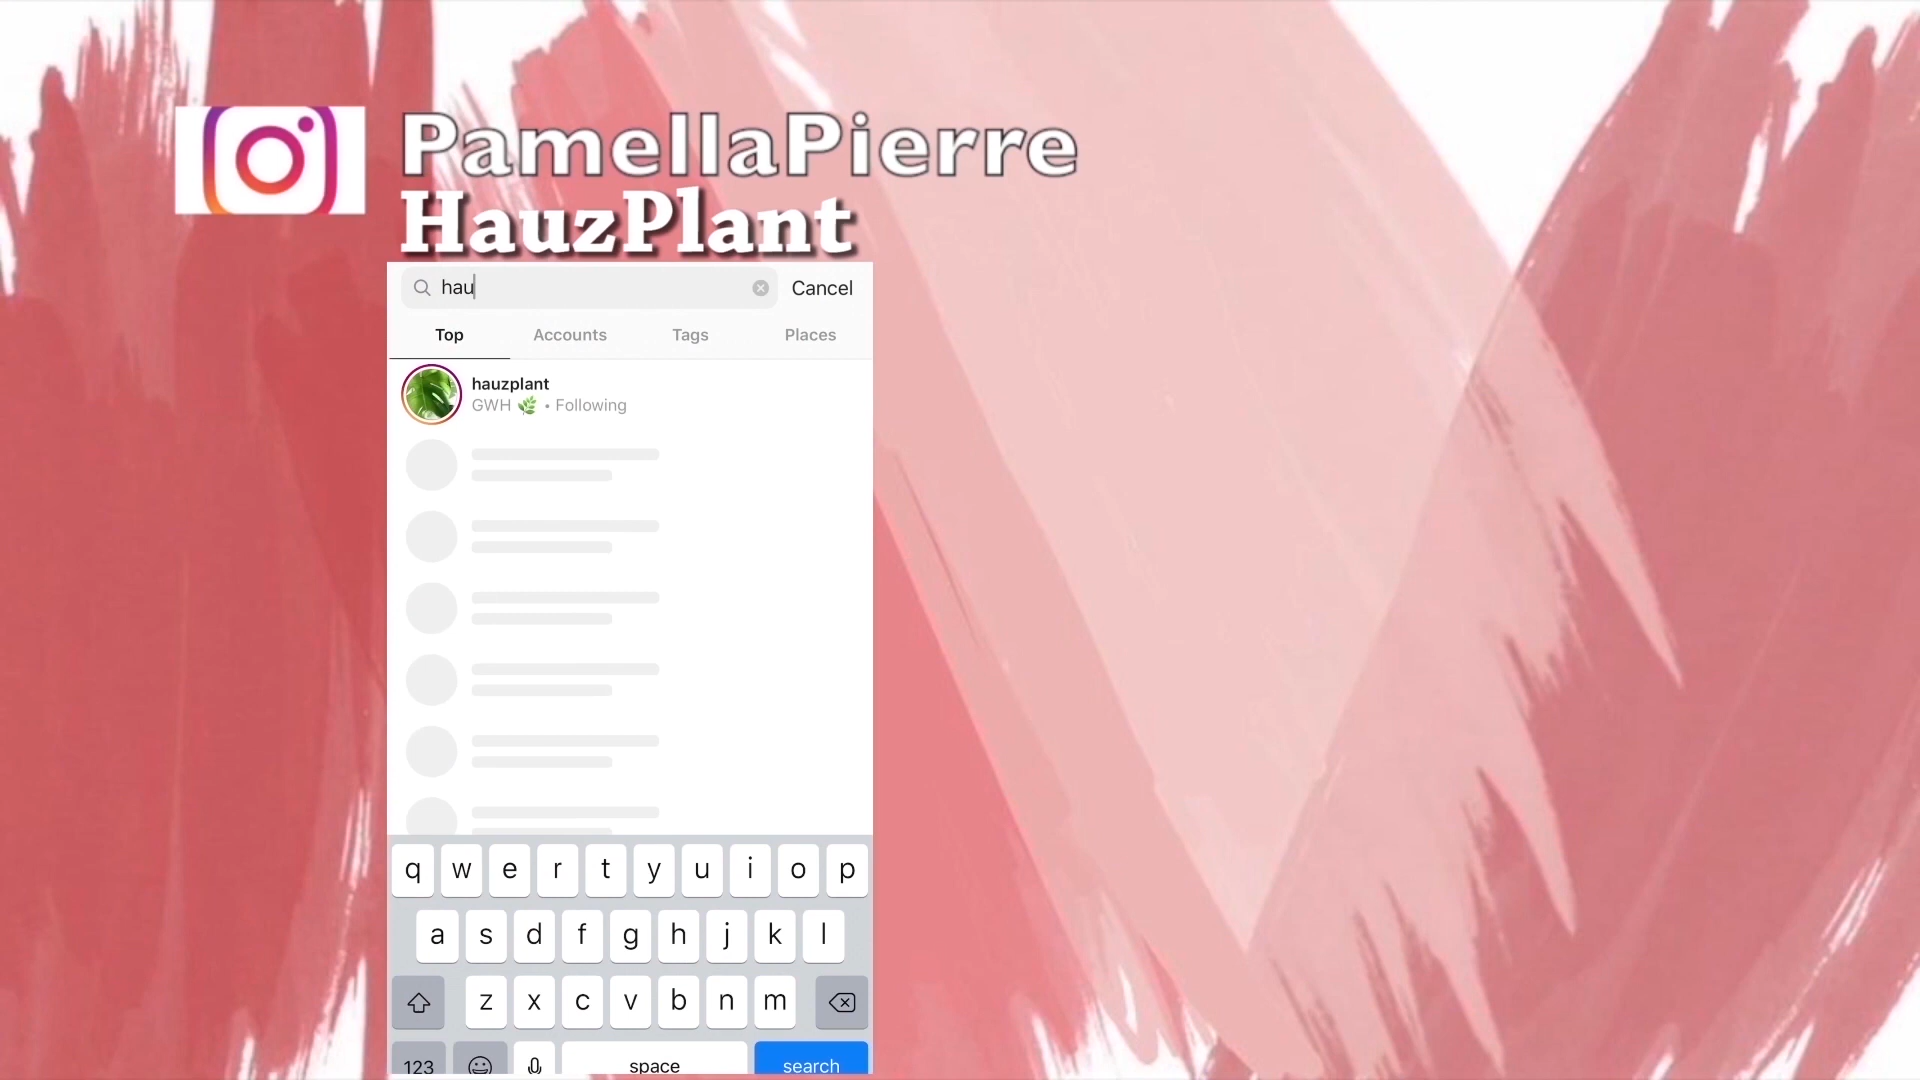 PamellaPierre
HauzPlant
hau
Cancel
Top Accounts Tags Places
hauzplant
GWH 🌿 • Following
q w e r t y u i o p
a s d f g h j k l
z x c v b n m
123 space search